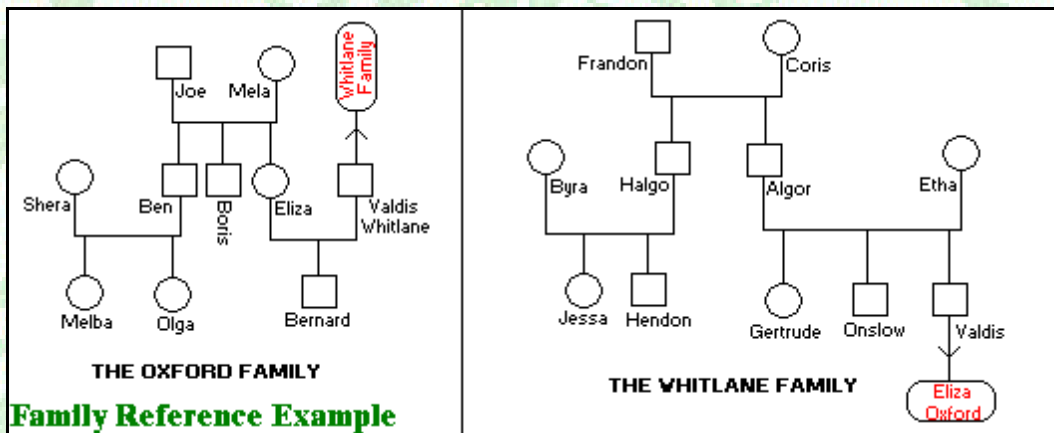 Joe
Mela
Whitlane
Family
Shera
Ben
Boris
Eliza
Valdis
Whitlane
Melba
Olga
Bernard
THE OXFORD FAMILY
Family Reference Example
Frandon
Coris
Byra
Halgo
Algor
Etha
Jessa
Hendon
Gertrude
Onslow
Valdis
THE WHITLANE FAMILY
Eliza
Oxford